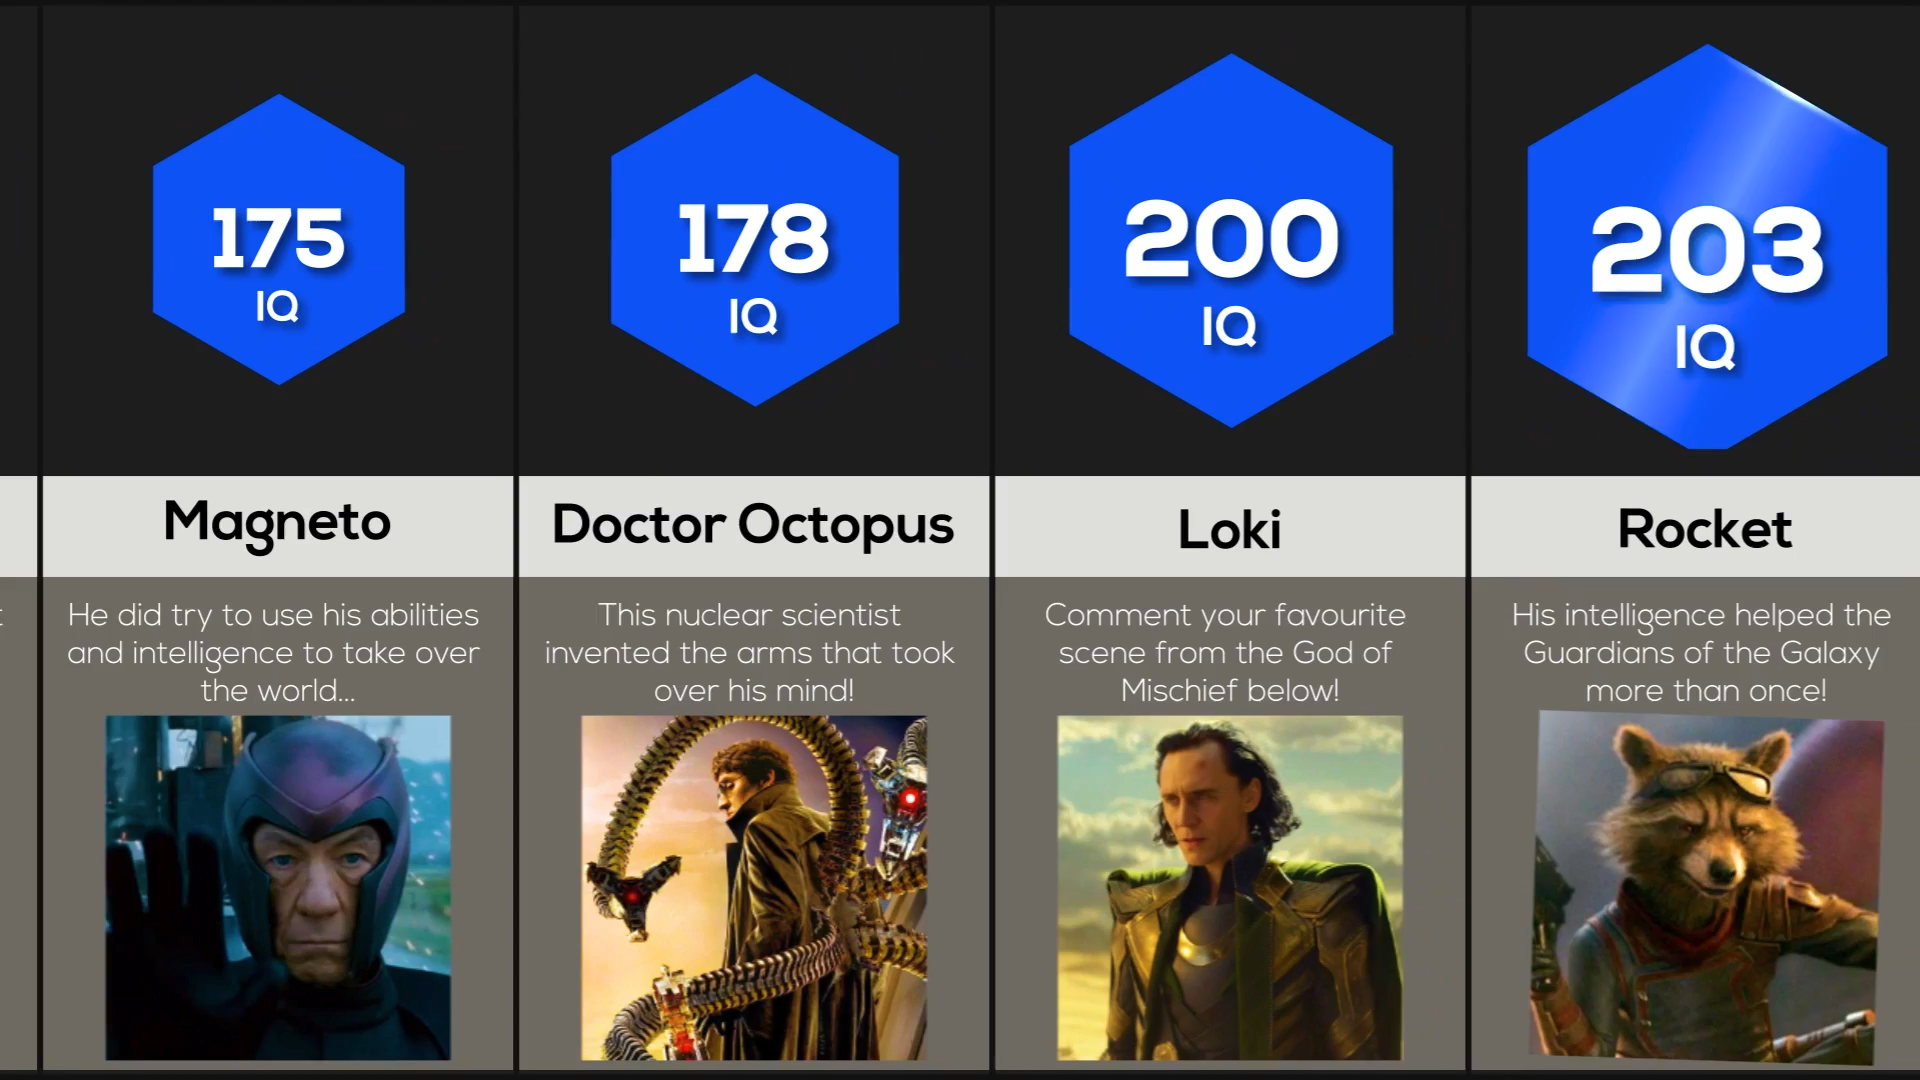 175
IQ
178
IQ
200
IQ
203
IQ
Magneto
Doctor Octopus
Loki
Rocket
He did try to use his abilities
and intelligence to take over
the world...
This nuclear scientist
invented the arms that took
over his mind!
Comment your favourite
scene from the God of
Mischief below!
His intelligence helped the
Guardians of the Galaxy
more than once!